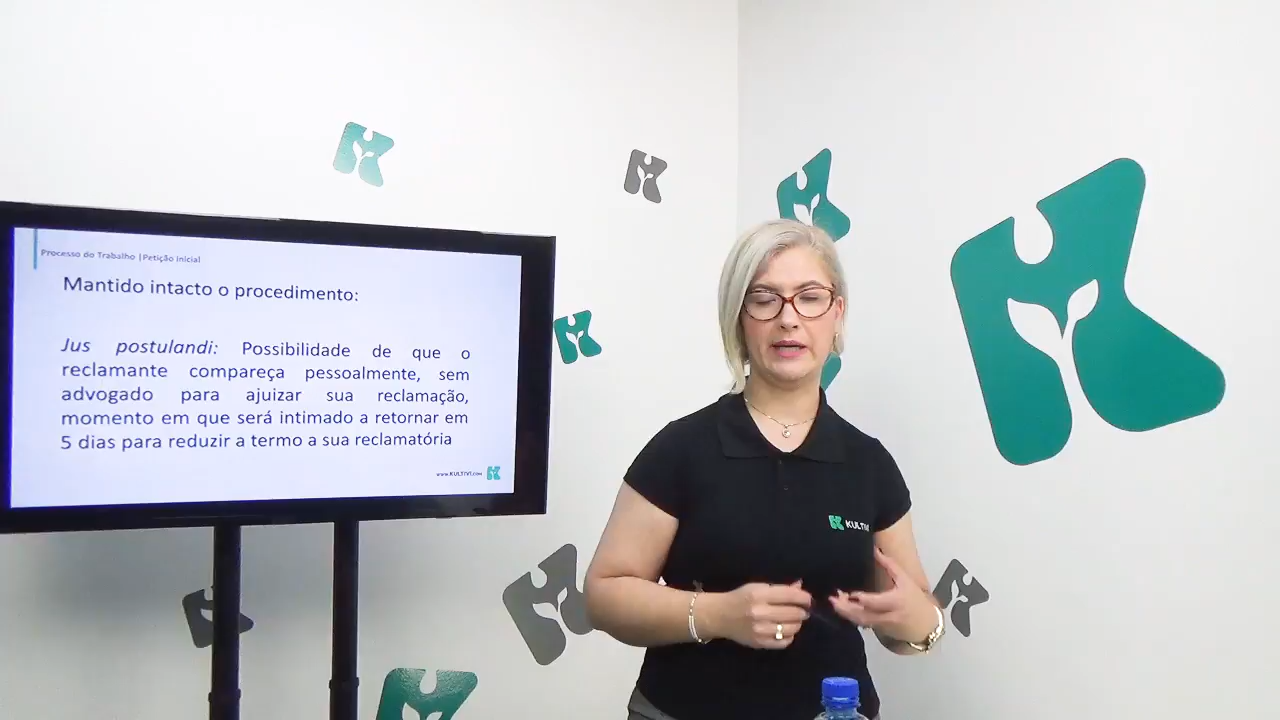 Processo do Trabalho |Petição Inicial
Mantido intacto o procedimento:
Jus postulandi: Possibilidade de que o
reclamante compareça pessoalmente, sem
advogado para ajuizar sua reclamação,
momento em que será intimado a retornar em
5 dias para reduzir a termo a sua reclamatória
www.KULTIVI.com
KULTIVI